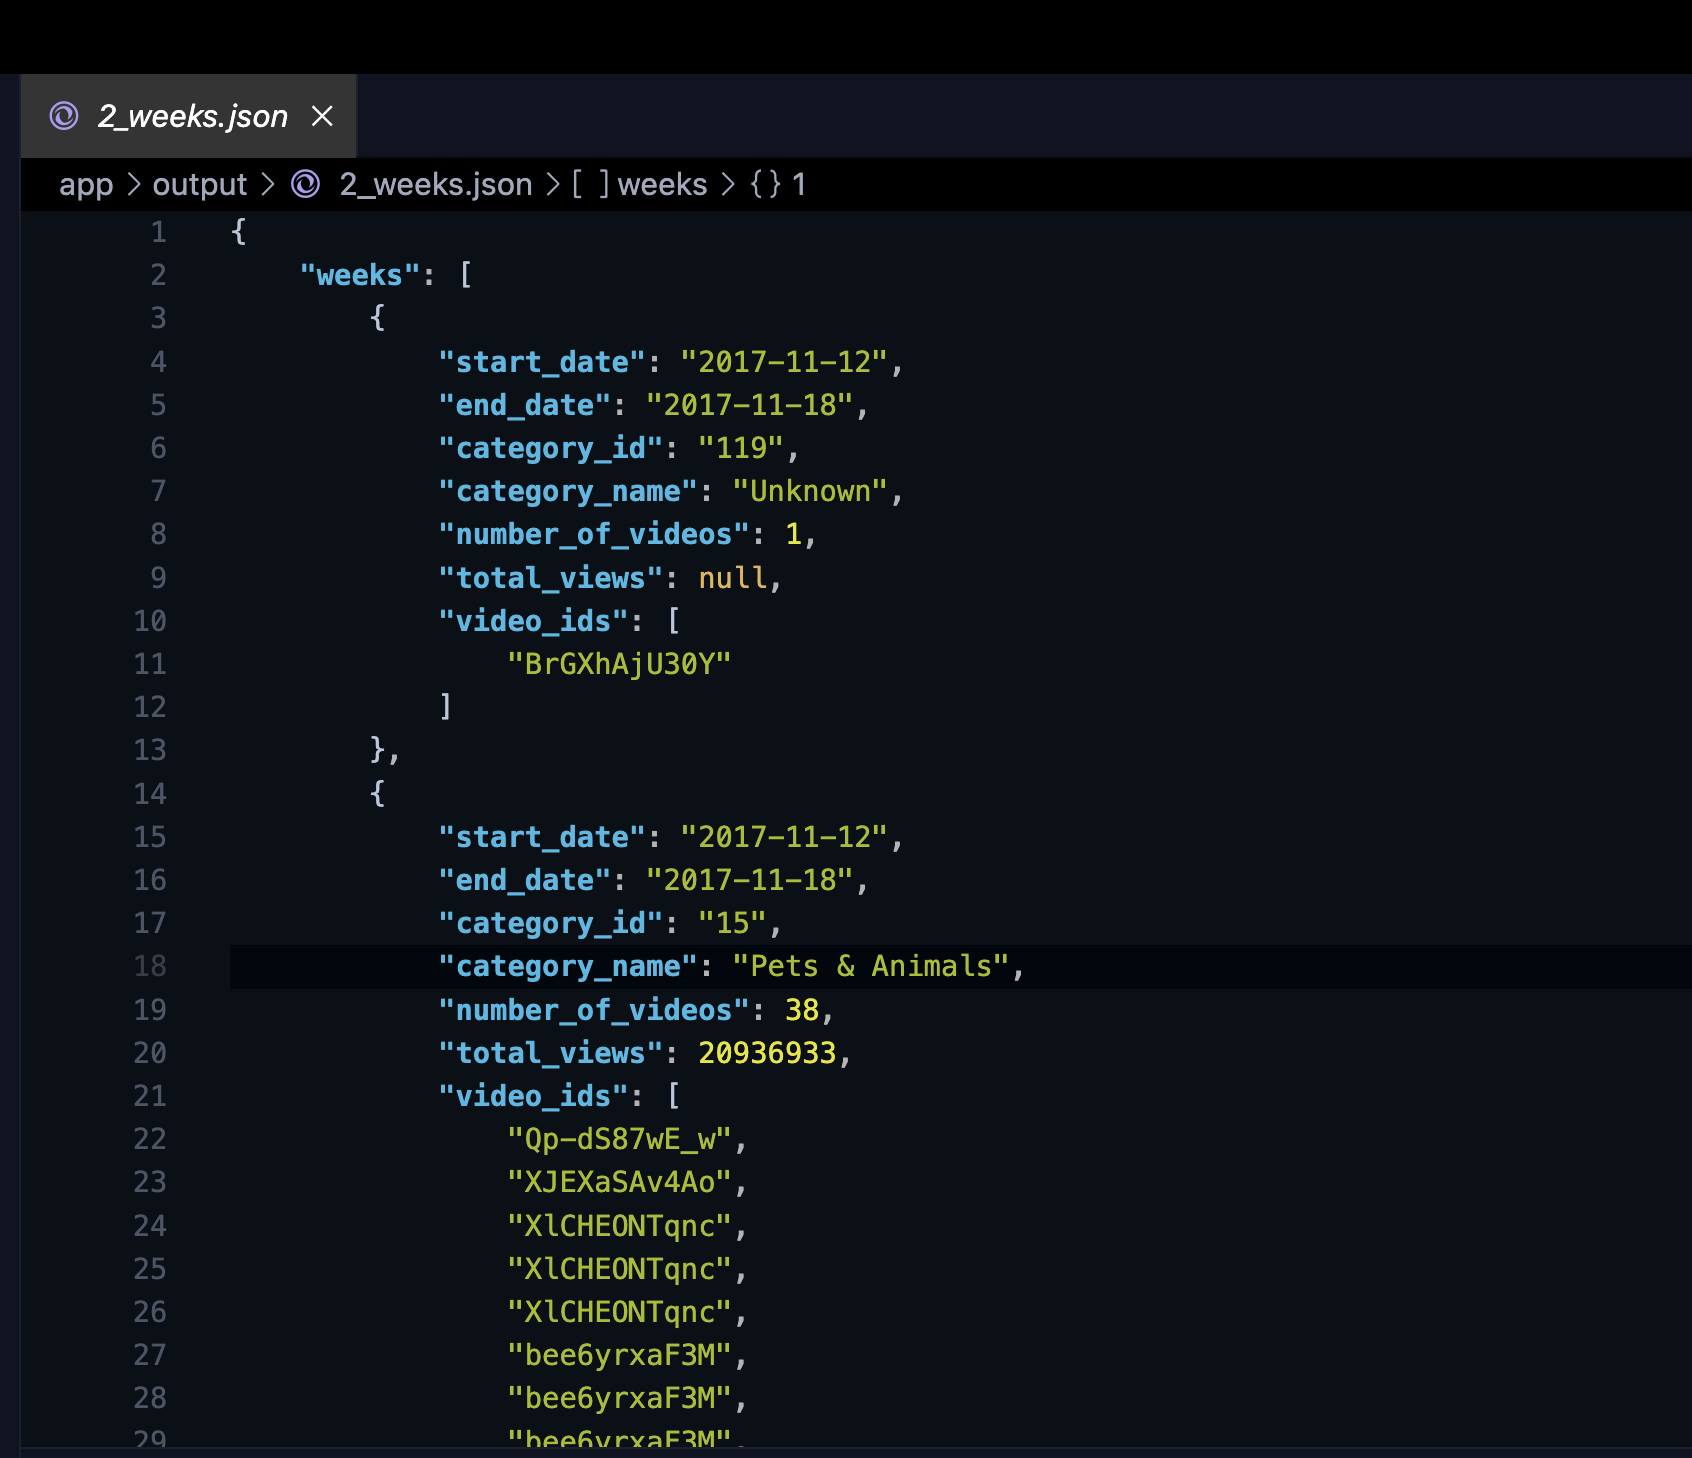 2_weeks.json
app > output > 2_weeks.json > [ ] weeks > {} 1
1 {
2 "weeks": [
3 {
4 "start_date": "2017-11-12",
5 "end_date": "2017-11-18",
6 "category_id": "119",
7 "category_name": "Unknown",
8 "number_of_videos": 1,
9 "total_views": null,
10 "video_ids": [
11 "BrGXhAjU30Y"
12 ]
13 },
14 {
15 "start_date": "2017-11-12",
16 "end_date": "2017-11-18",
17 "category_id": "15",
18 "category_name": "Pets & Animals",
19 "number_of_videos": 38,
20 "total_views": 20936933,
21 "video_ids": [
22 "Qp-dS87wE_w",
23 "XJEXaSAv4Ao",
24 "XlCHEONTqnc",
25 "XlCHEONTqnc",
26 "XlCHEONTqnc",
27 "bee6yrxaF3M",
28 "bee6yrxaF3M",
29 "bee6yrxaF3M",